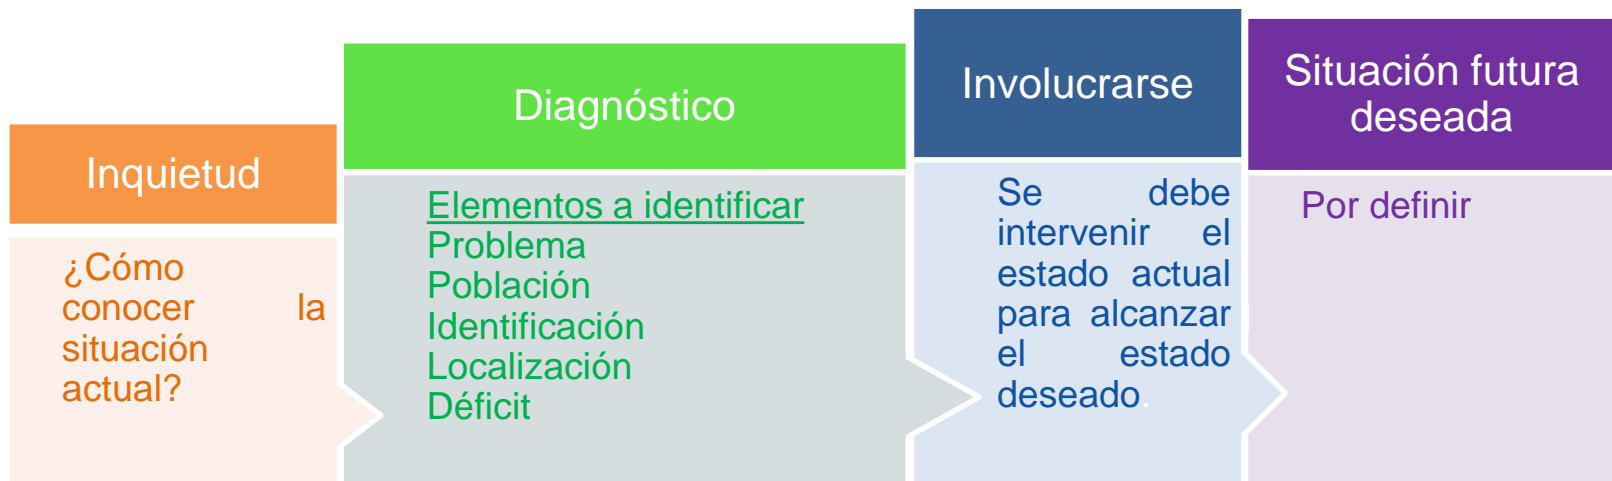 Inquietud
¿Cómo
conocer la
situación
actual?
Diagnóstico
Elementos a identificar
Problema
Población
Identificación
Localización
Déficit
Involucrarse
Se debe
intervenir el
estado actual
para alcanzar
el estado
deseado.
Situación futura
deseada
Por definir